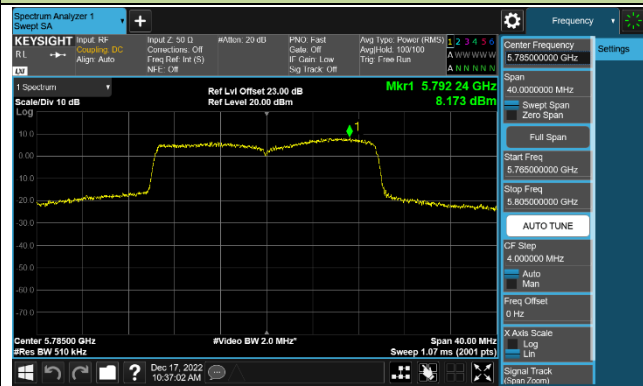 Spectrum Analyzer 1
Swept SA
+
Frequency
KEYSIGHT
Input: RF
Input Z: 50 Ω
#Atten: 20 dB
PNO: Fast
Avg Type: Power (RMS)
1 2 3 4 5 6
RL
Coupling: DC
Corrections: Off
Gate: Off
Avg|Hold: 100/100
A W W W W W
Align: Auto
Freq Ref: Int (S)
IF Gain: Low
Trig: Free Run
NFE: Off
Sig Track: Off
A N N N N N
LXI
1 Spectrum
Ref Lvl Offset 23.00 dB
Mkr1 5.792 24 GHz
Scale/Div 10 dB
Ref Level 20.00 dBm
8.173 dBm
Log
1
10.0
0.00
-10.0
-20.0
-30.0
-40.0
-50.0
-60.0
-70.0
Center 5.78500 GHz
#Video BW 2.0 MHz*
Span 40.00 MHz
#Res BW 510 kHz
Sweep 1.07 ms (2001 pts)
?
Dec 17, 2022
10:37:02 AM
Center Frequency
5.785000000 GHz
Settings
Span
40.0000000 MHz
Swept Span
Zero Span
Full Span
Start Freq
5.765000000 GHz
Stop Freq
5.805000000 GHz
AUTO TUNE
CF Step
4.000000 MHz
Auto
Man
Freq Offset
0 Hz
X Axis Scale
Log
Lin
Signal Track
(Span Zoom)